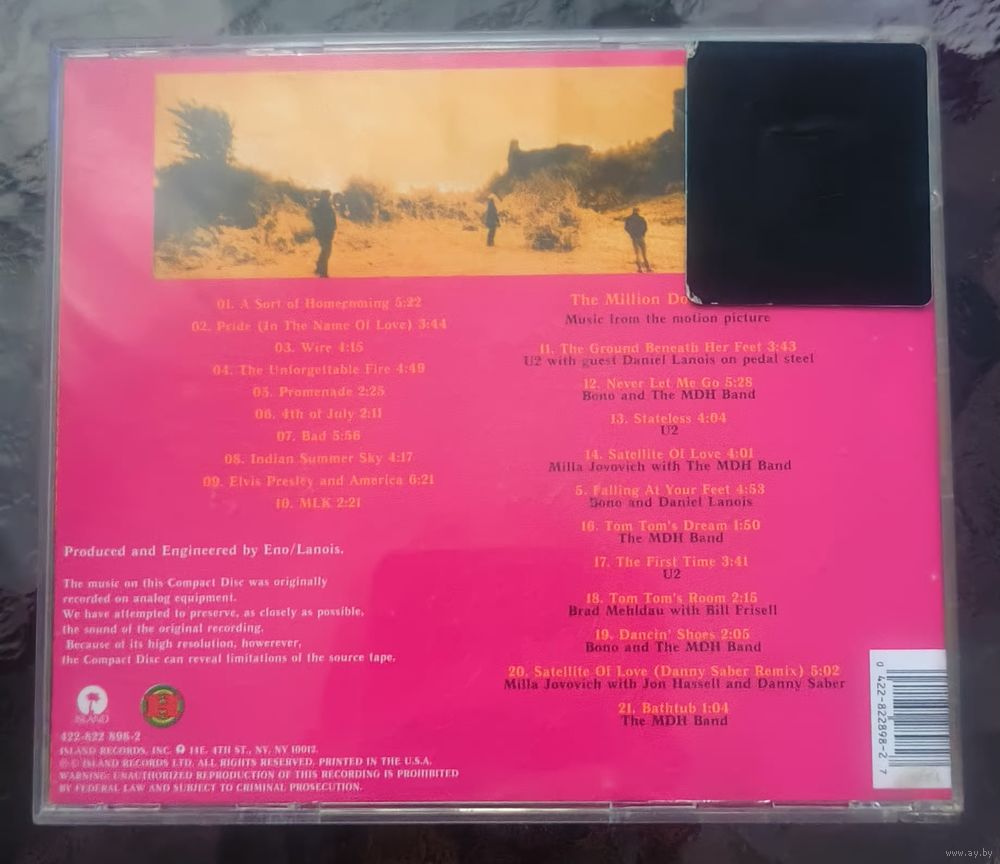 01. A Sort of Homecoming 5:22
02. Pride (In The Name Of Love) 3:44
03. Wire 4:15
04. The Unforgettable Fire 4:49
05. Promenade 2:25
06. 4th of July 2:11
07. Bad 5:56
08. Indian Summer Sky 4:17
09. Elvis Presley and America 6:21
10. MLK 2:21
Produced and Engineered by Eno/Lanois.
The music on this Compact Disc was originally
recorded on analog equipment.
We have attempted to preserve, as closely as possible,
the sound of the original recording.
Because of its high resolution, howerever,
the Compact Disc can reveal limitations of the source tape.
ISLAND
422-822 898-2
ISLAND RECORDS, INC. 14E. 4TH ST., NY, NY 10012.
℗ © ISLAND RECORDS LTD. ALL RIGHTS RESERVED. PRINTED IN THE U.S.A.
WARNING: UNAUTHORIZED REPRODUCTION OF THIS RECORDING IS PROHIBITED
BY FEDERAL LAW AND SUBJECT TO CRIMINAL PROSECUTION.
The Million Do
Music from the motion picture
11. The Ground Beneath Her Feet 3:43
U2 with guest Daniel Lanois on pedal steel
12. Never Let Me Go 5:28
Bono and The MDH Band
13. Stateless 4:04
U2
14. Satellite Of Love 4:01
Milla Jovovich with The MDH Band
5. Falling At Your Feet 4:53
Bono and Daniel Lanois
16. Tom Tom's Dream 1:50
The MDH Band
17. The First Time 3:41
U2
18. Tom Tom's Room 2:15
Brad Mehldau with Bill Frisell
19. Dancin' Shoes 2:05
Bono and The MDH Band
20. Satellite Of Love (Danny Saber Remix) 5:02
Milla Jovovich with Jon Hassell and Danny Saber
21. Bathtub 1:04
The MDH Band
0 422-822898-2 7
www.ay.by